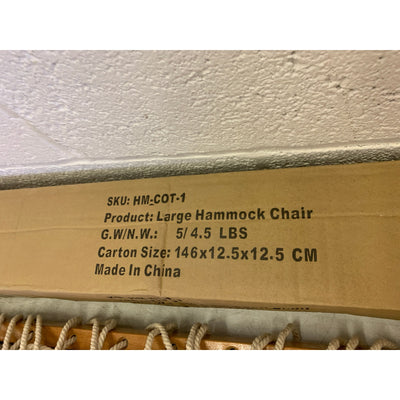 SKU: HM-COT-1
Product: Large Hammock Chair
G.W/N.W.: 5/ 4.5 LBS
Carton Size: 146x12.5x12.5 CM
Made In China